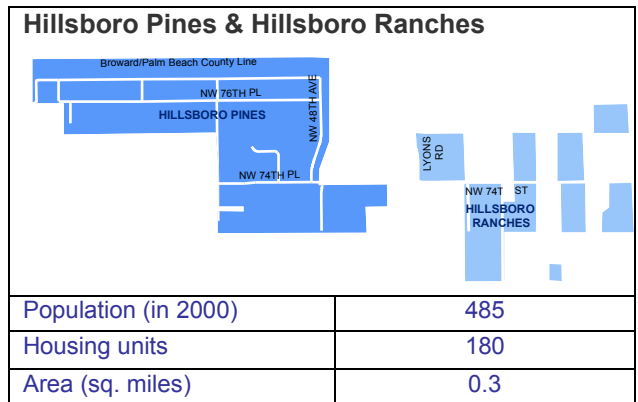 Hillsboro Pines & Hillsboro Ranches
Broward/Palm Beach County Line
NW 76TH PL
NW 48TH AVE
HILLSBORO PINES
NW 74TH PL
LYONS
RD
NW 74T ST
HILLSBORO
RANCHES
Population (in 2000) 485
Housing units 180
Area (sq. miles) 0.3